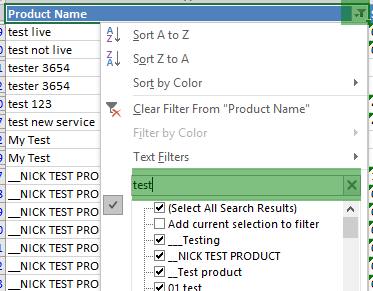 Product Name
test live
test not live
tester 3654
tester 3654
test 123
test new service
My Test
My Test
__NICK TEST PRO
__NICK TEST PRO
__NICK TEST PRO
__NICK TEST PRO
__NICK TEST PRO
__NICK TEST PRO
__NICK TEST PRO
Sort A to Z
Sort Z to A
Sort by Color
Clear Filter From "Product Name"
Filter by Color
Text Filters
test
(Select All Search Results)
Add current selection to filter
___Testing
__NICK TEST PRODUCT
__Test product
01 test